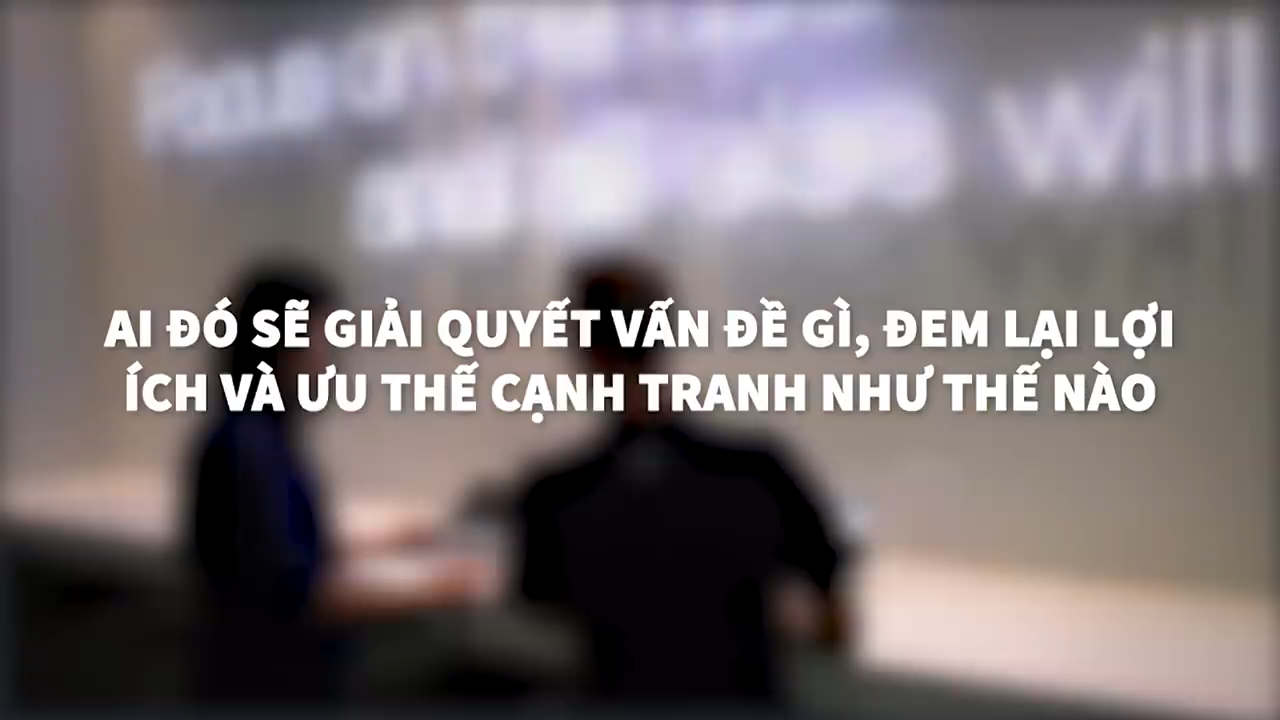 will
AI ĐÓ SẼ GIẢI QUYẾT VẤN ĐỀ GÌ, ĐEM LẠI LỢI
ÍCH VÀ ƯU THẾ CẠNH TRANH NHƯ THẾ NÀO